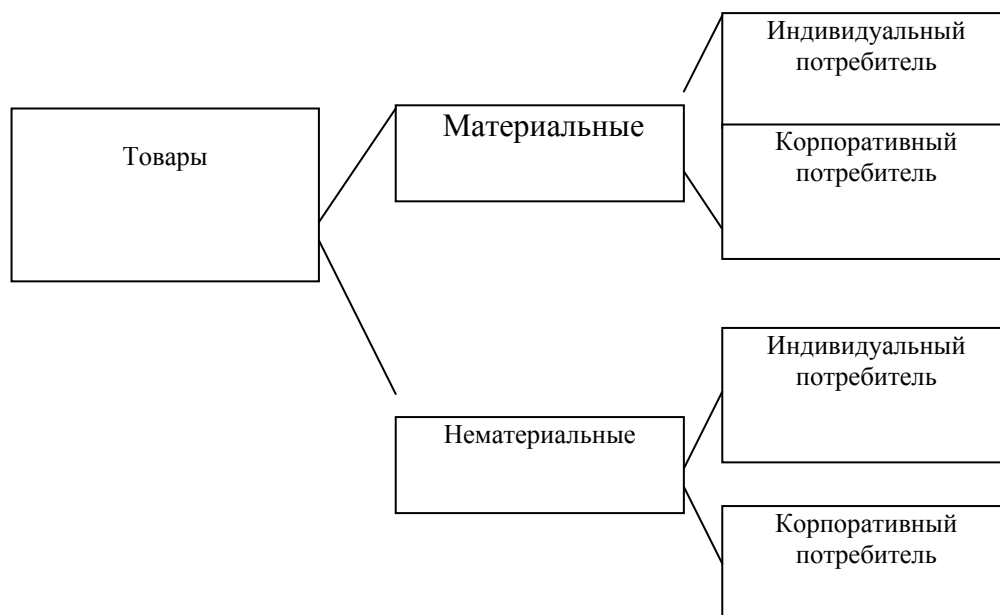 Товары
Материальные
Индивидуальный
потребитель
Корпоративный
потребитель
Нематериальные
Индивидуальный
потребитель
Корпоративный
потребитель